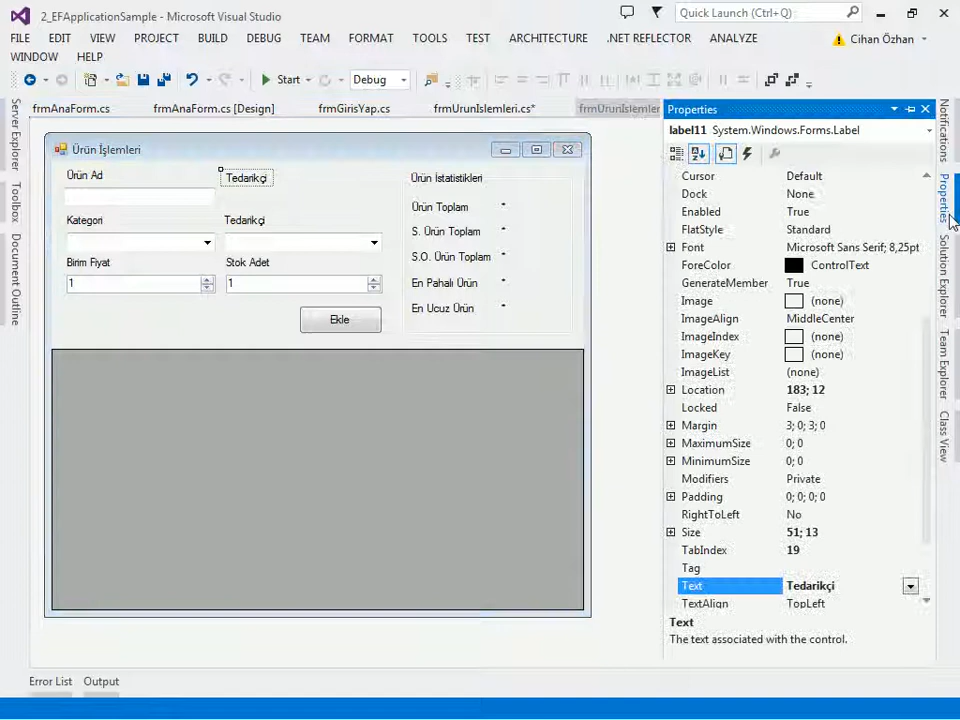 2_EFApplicationSample - Microsoft Visual Studio
Quick Launch (Ctrl+Q)
FILE EDIT VIEW PROJECT BUILD DEBUG TEAM FORMAT TOOLS TEST ARCHITECTURE .NET REFLECTOR ANALYZE
Cihan Özhan
WINDOW HELP
Start
Debug
frmAnaForm.cs
frmAnaForm.cs [Design]
frmGirisYap.cs
frmUrunIslemleri.cs*
frmUrunIslemler
Server Explorer
Toolbox
Document Outline
Ürün İşlemleri
Ürün Ad
Tedarikçi
Kategori
Tedarikçi
Birim Fiyat
Stok Adet
1
1
Ekle
Ürün İstatistikleri
Ürün Toplam
S. Ürün Toplam
S.O. Ürün Toplam
En Pahalı Ürün
En Ucuz Ürün
Properties
label11 System.Windows.Forms.Label
Cursor Default
Dock None
Enabled True
FlatStyle Standard
Font Microsoft Sans Serif; 8,25pt
ForeColor ControlText
GenerateMember True
Image (none)
ImageAlign MiddleCenter
ImageIndex (none)
ImageKey (none)
ImageList (none)
Location 183; 12
Locked False
Margin 3; 0; 3; 0
MaximumSize 0; 0
MinimumSize 0; 0
Modifiers Private
Padding 0; 0; 0; 0
RightToLeft No
Size 51; 13
TabIndex 19
Tag
Text Tedarikçi
TextAlign TopLeft
Text
The text associated with the control.
Notifications
Properties
Solution Explorer
Team Explorer
Class View
Error List Output